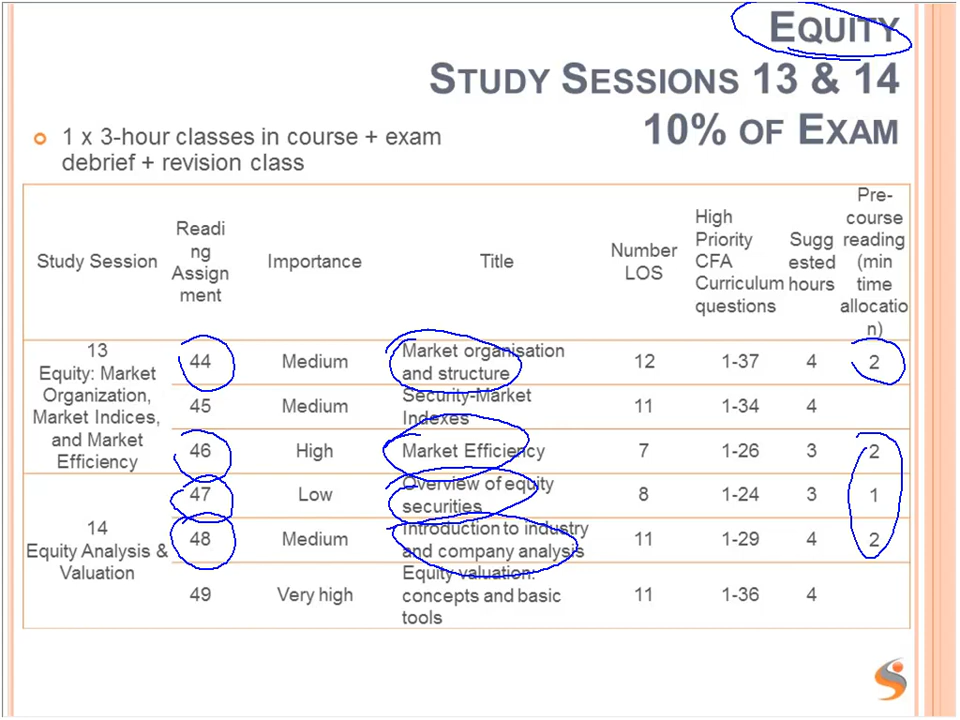 EQUITY
STUDY SESSIONS 13 & 14
10% OF EXAM
1 x 3-hour classes in course + exam
debrief + revision class
Study Session
Readi
ng
Assign
ment
Importance
Title
Number
LOS
High
Priority
CFA
Curriculum
questions
Sugg
ested
hours
Pre-
course
reading
(min
time
allocatio
n)
13
Equity: Market
Organization,
Market Indices,
and Market
Efficiency
44
Medium
Market organisation
and structure
12
1-37
4
2
45
Medium
Security-Market
Indexes
11
1-34
4
46
High
Market Efficiency
7
1-26
3
2
14
Equity Analysis &
Valuation
47
Low
Overview of equity
securities
8
1-24
3
1
48
Medium
Introduction to industry
and company analysis
11
1-29
4
2
49
Very high
Equity valuation:
concepts and basic
tools
11
1-36
4